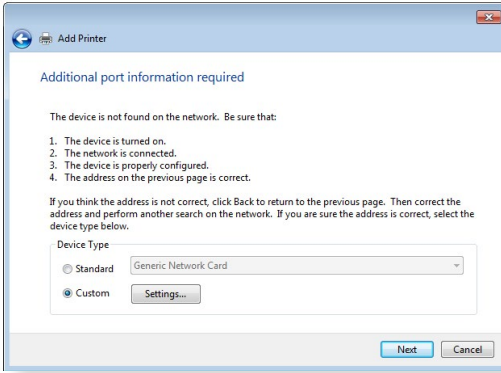 Add Printer
Additional port information required
The device is not found on the network. Be sure that:
1. The device is turned on.
2. The network is connected.
3. The device is properly configured.
4. The address on the previous page is correct.
If you think the address is not correct, click Back to return to the previous page. Then correct the
address and perform another search on the network. If you are sure the address is correct, select the
device type below.
Device Type
Standard Generic Network Card
Custom Settings...
Next Cancel